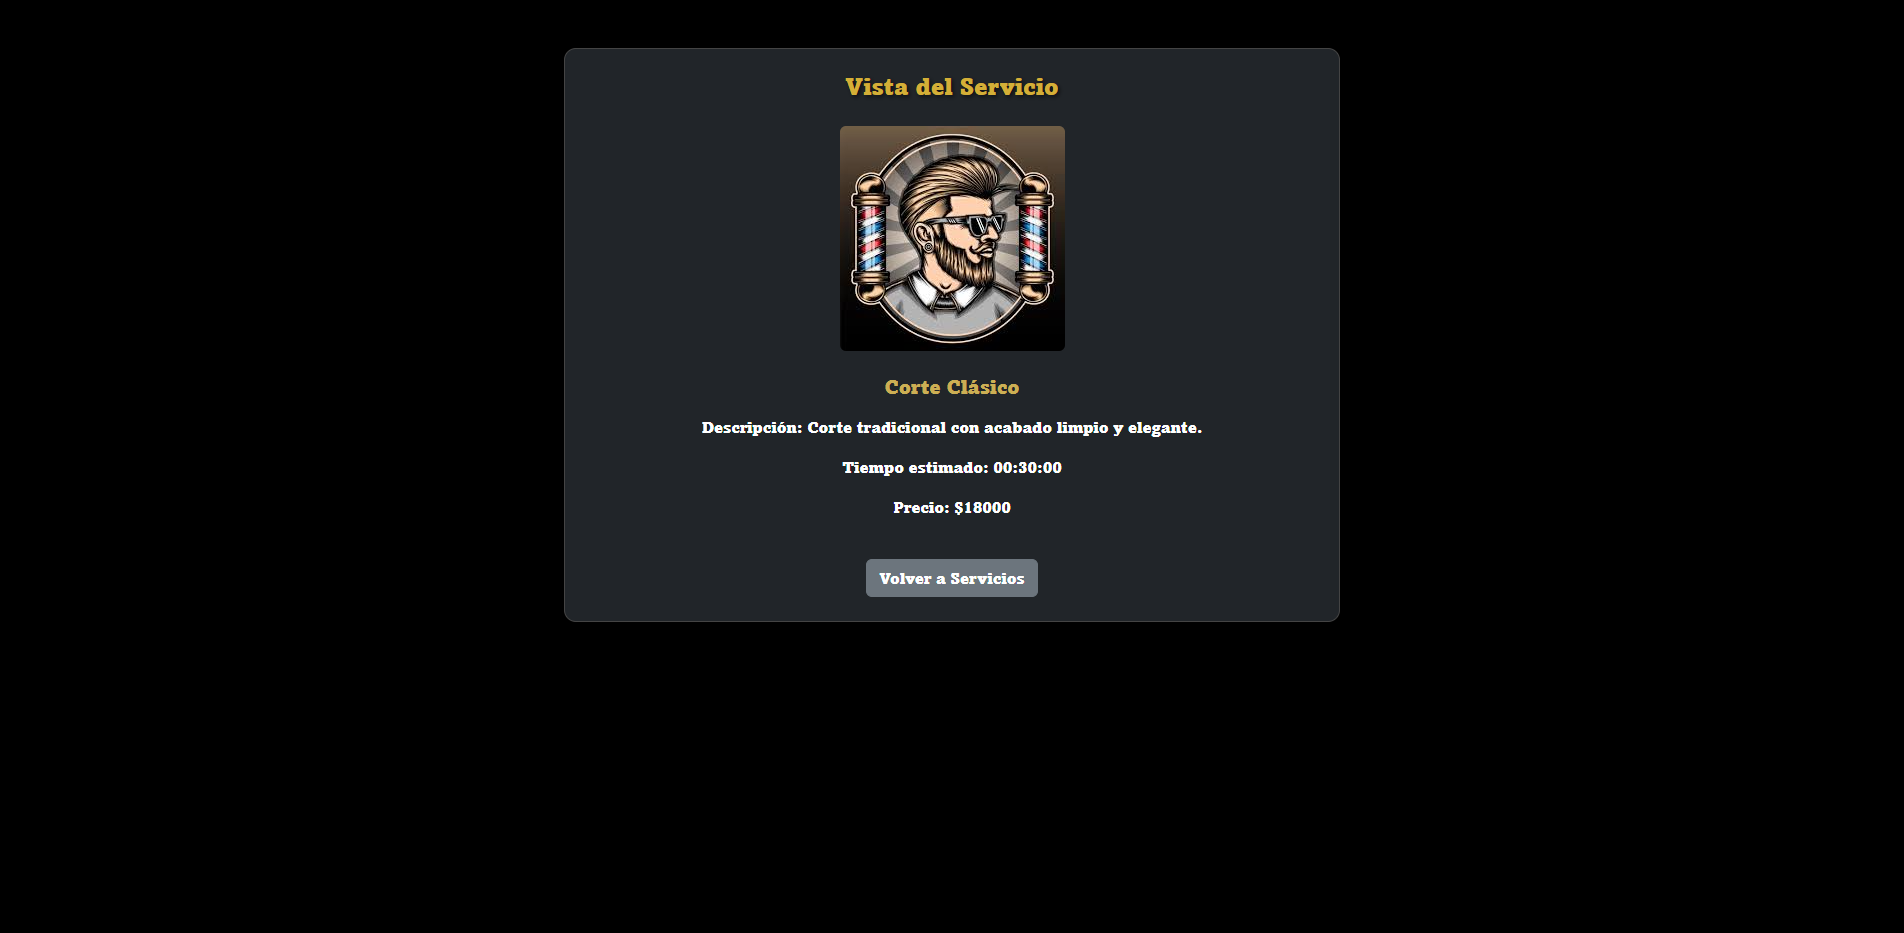 Vista del Servicio
Corte Clásico
Descripción: Corte tradicional con acabado limpio y elegante.
Tiempo estimado: 00:30:00
Precio: $18000
Volver a Servicios